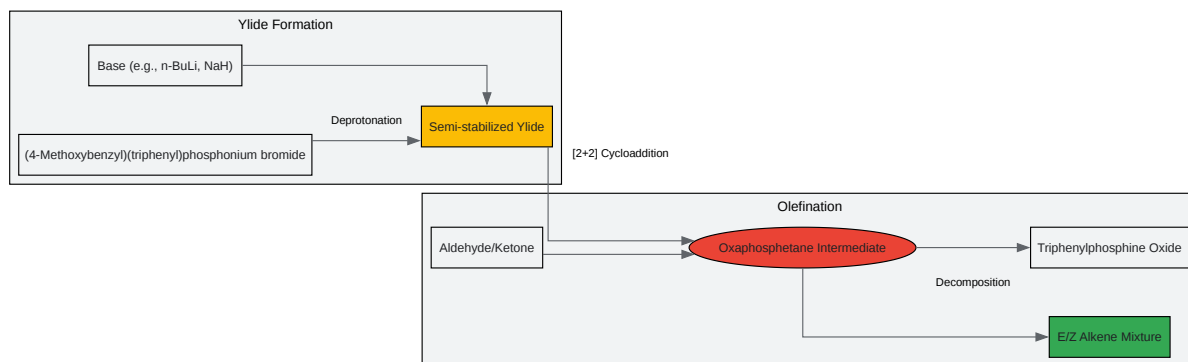 Ylide Formation
Base (e.g., n-BuLi, NaH)
Deprotonation
Semi-stabilized Ylide
(4-Methoxybenzyl)(triphenyl)phosphonium bromide
[2+2] Cycloaddition
Olefination
Aldehyde/Ketone
Oxaphosphetane Intermediate
Triphenylphosphine Oxide
Decomposition
E/Z Alkene Mixture